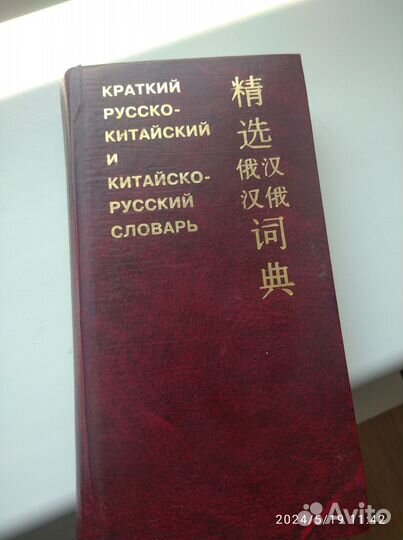 КРАТКИЙ
РУССКО-
КИТАЙСКИЙ
И
КИТАЙСКО-
РУССКИЙ
СЛОВАРЬ
精
选
俄汉
汉俄
词
典
2024/5/19 11:42
Avito